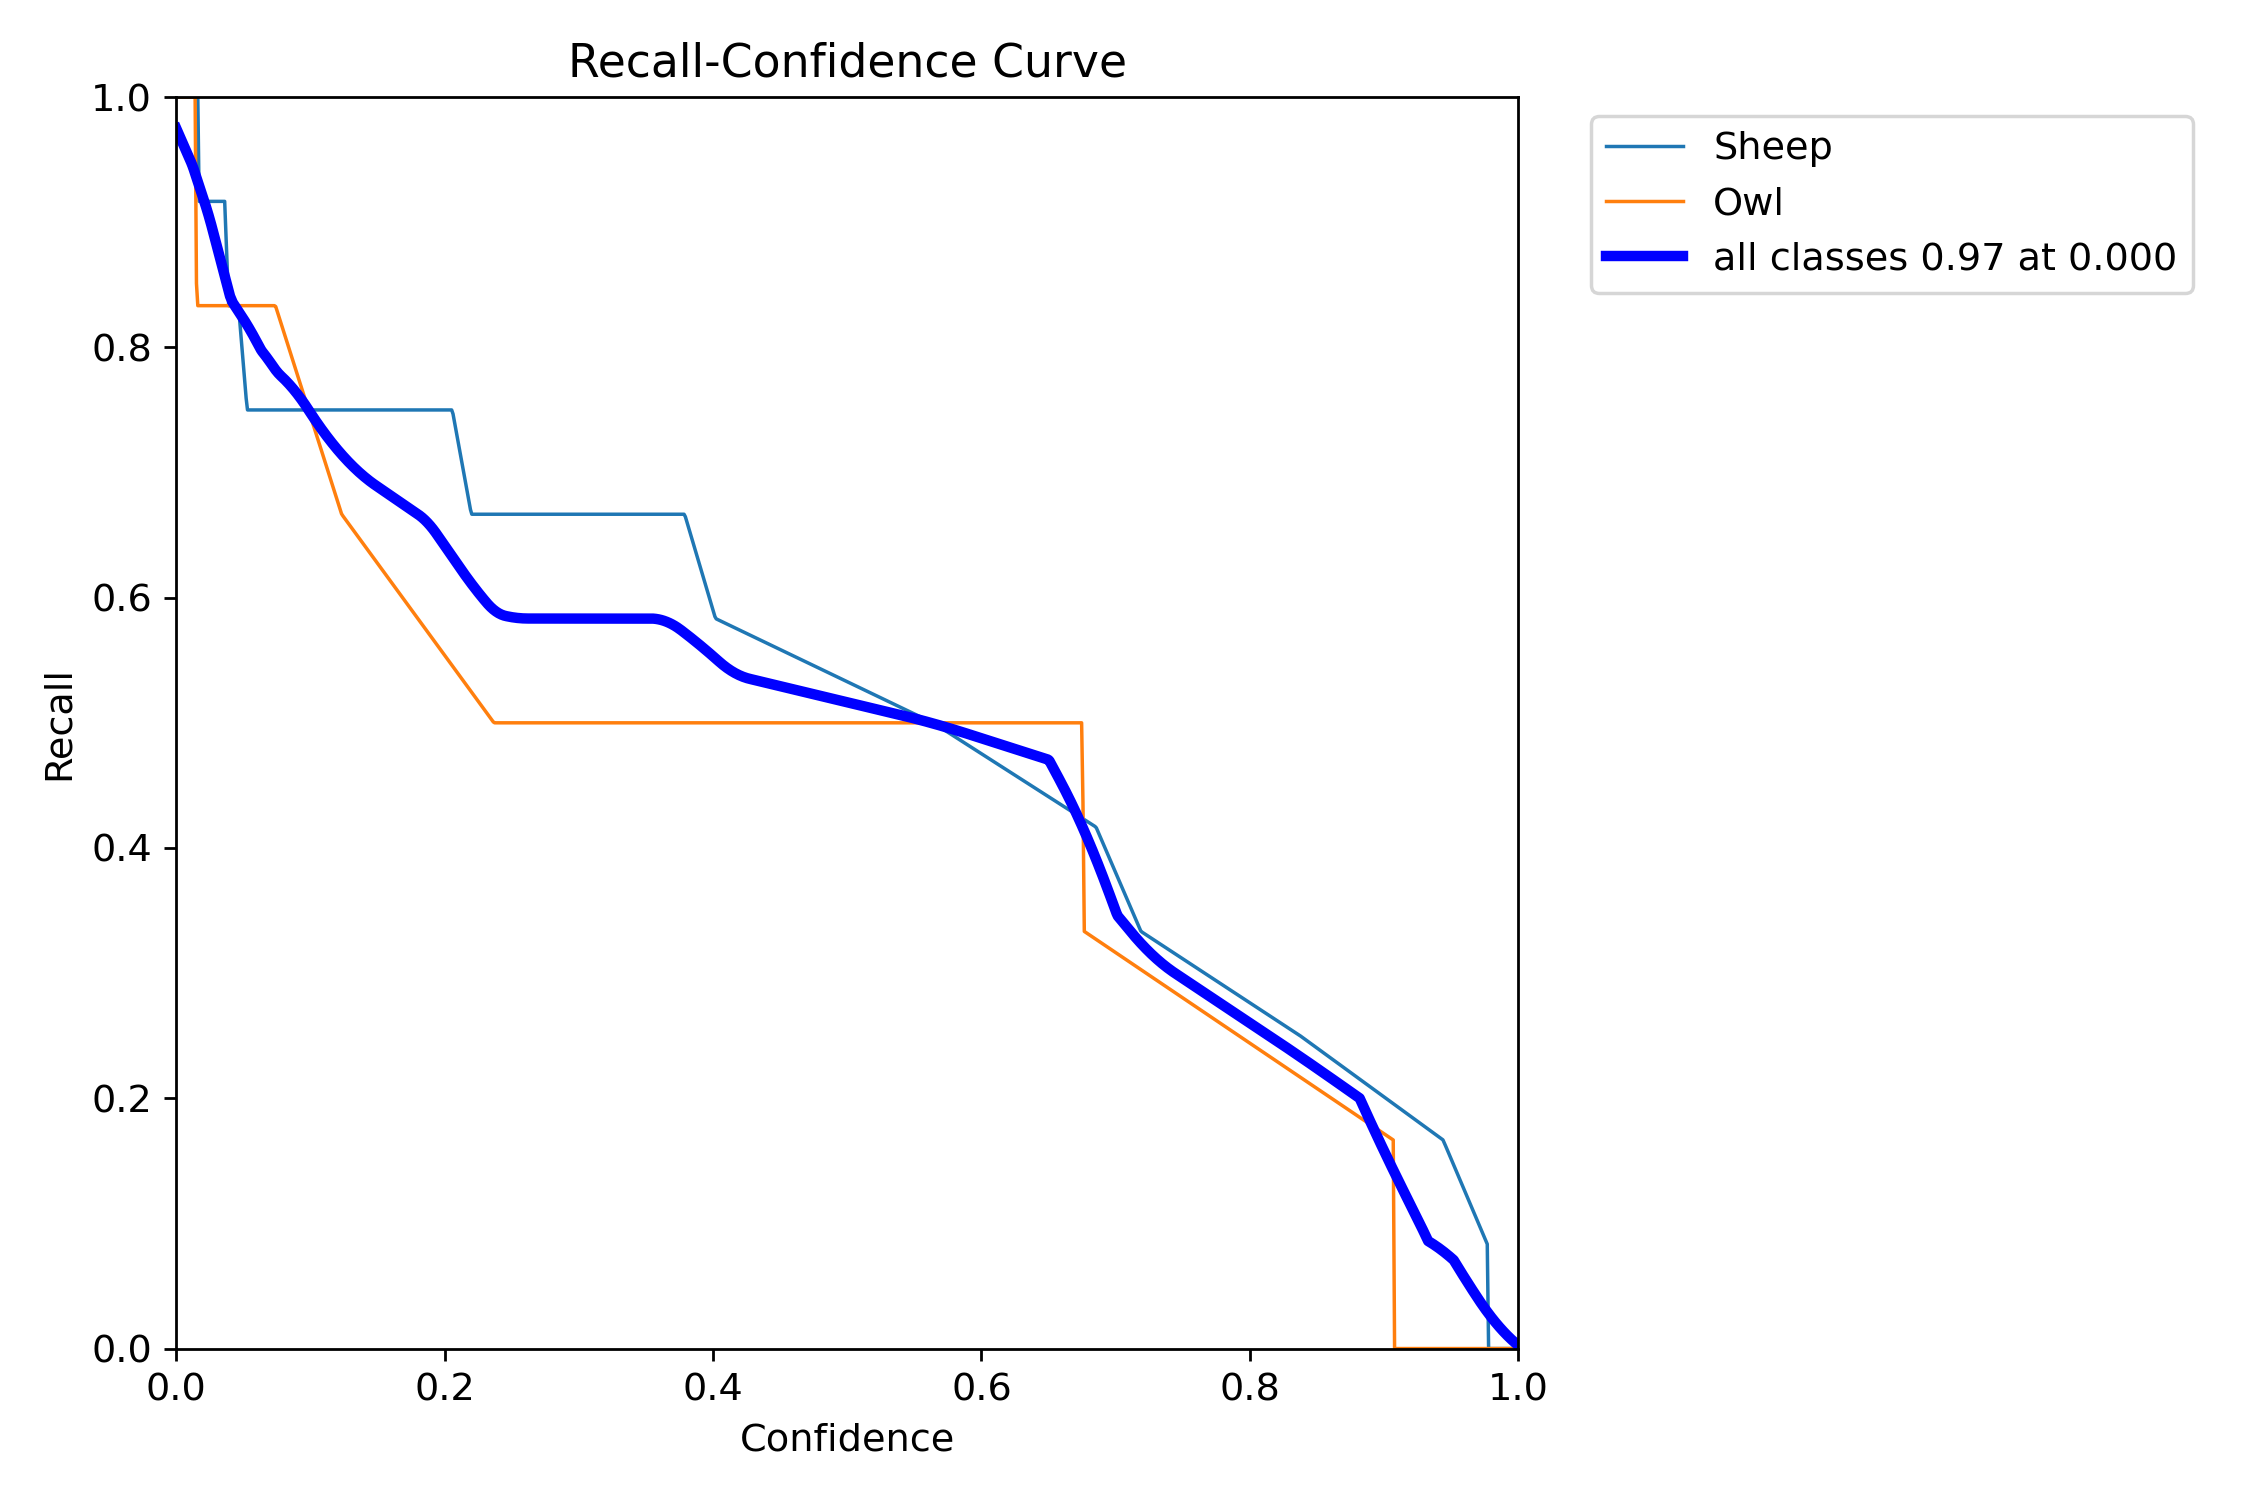 Recall-Confidence Curve
1.0
0.8
0.6
0.4
0.2
0.0
Recall
0.0 0.2 0.4 0.6 0.8 1.0
Confidence
Sheep
Owl
all classes 0.97 at 0.000